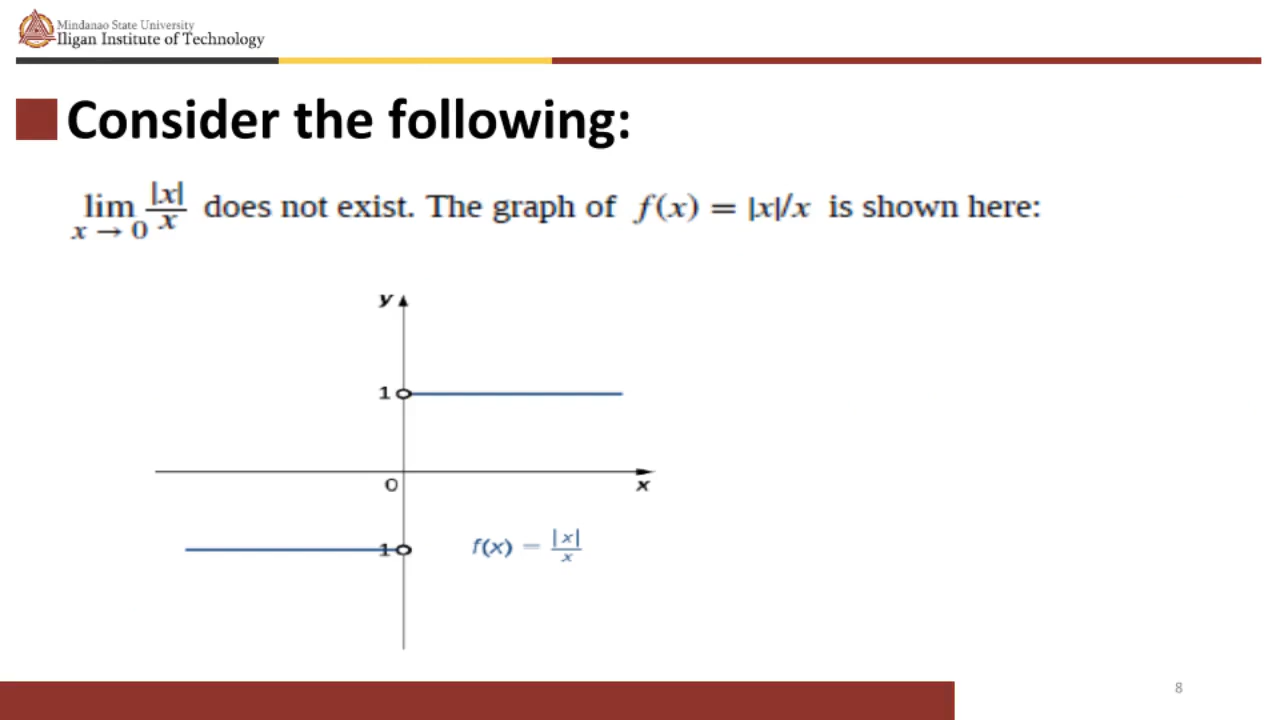 Mindanao State University
Iligan Institute of Technology
Consider the following:
lim x → 0 |x|/x does not exist. The graph of f(x) = |x|/x is shown here:
y
1
0
x
1
f(x) = |x|/x
8